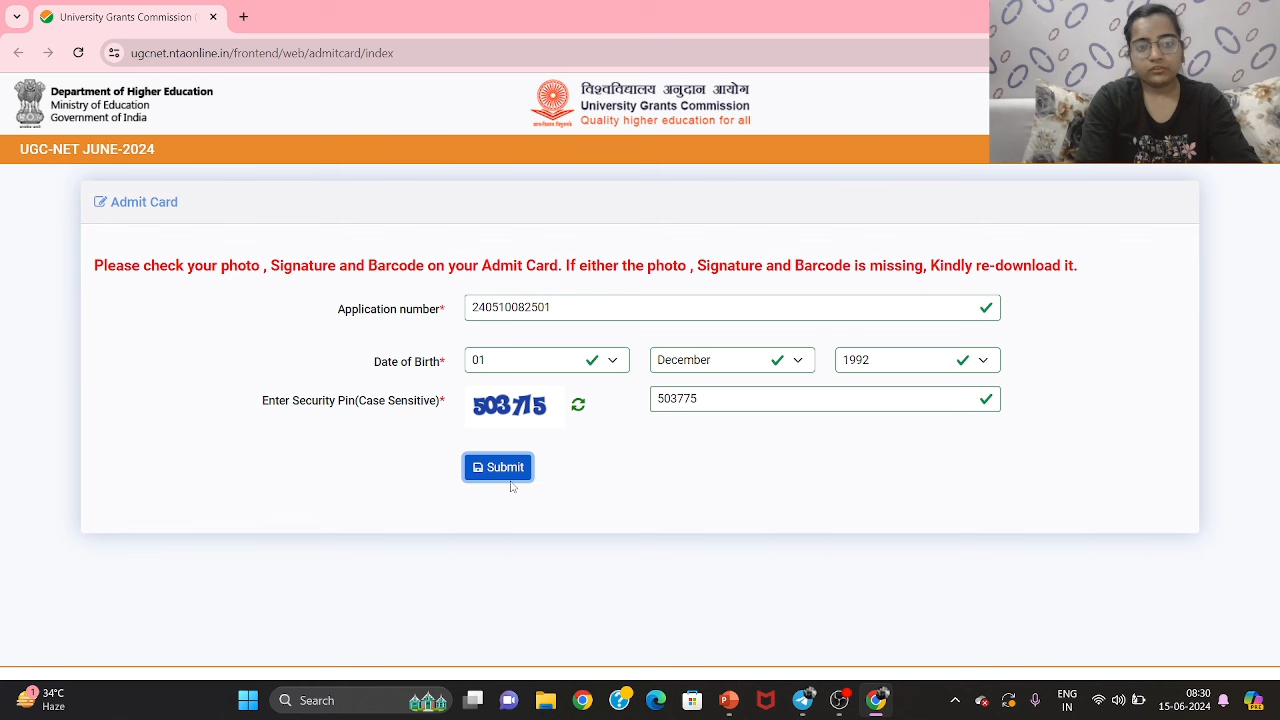 University Grants Commission (
ugcnet.ntaonline.in/frontend/web/admitcard/index
Department of Higher Education
Ministry of Education
Government of India
विश्वविद्यालय अनुदान आयोग
University Grants Commission
Quality higher education for all
UGC-NET JUNE-2024
Admit Card
Please check your photo , Signature and Barcode on your Admit Card. If either the photo , Signature and Barcode is missing, Kindly re-download it.
Application number* 240510082501
Date of Birth* 01 December 1992
Enter Security Pin(Case Sensitive)* 503775 503775
Submit
1 34°C
Haze
Search
ENG
IN
08:30
15-06-2024